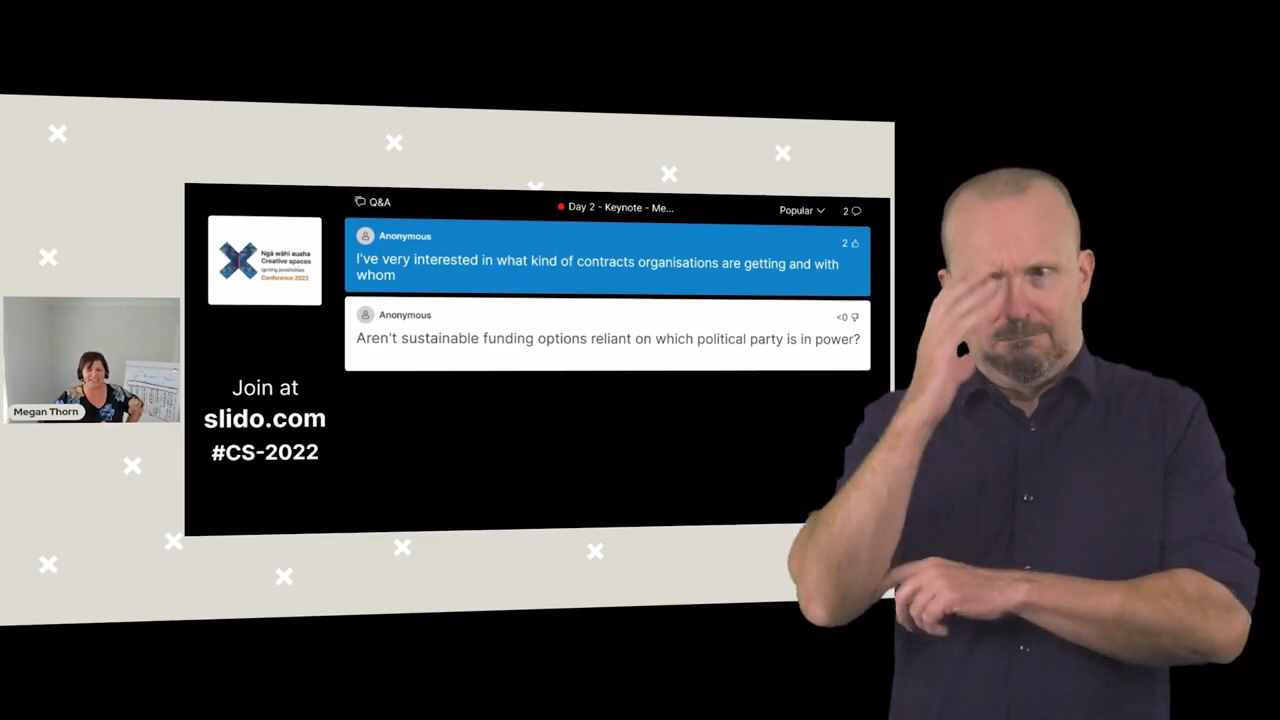 Q&A
Day 2 - Keynote - Me...
Popular
2
Ngā wāhi auaha
Creative spaces
igniting possibilities
Conference 2022
Anonymous
2
I've very interested in what kind of contracts organisations are getting and with
whom
Anonymous
<0
Aren't sustainable funding options reliant on which political party is in power?
Join at
slido.com
#CS-2022
Megan Thorn